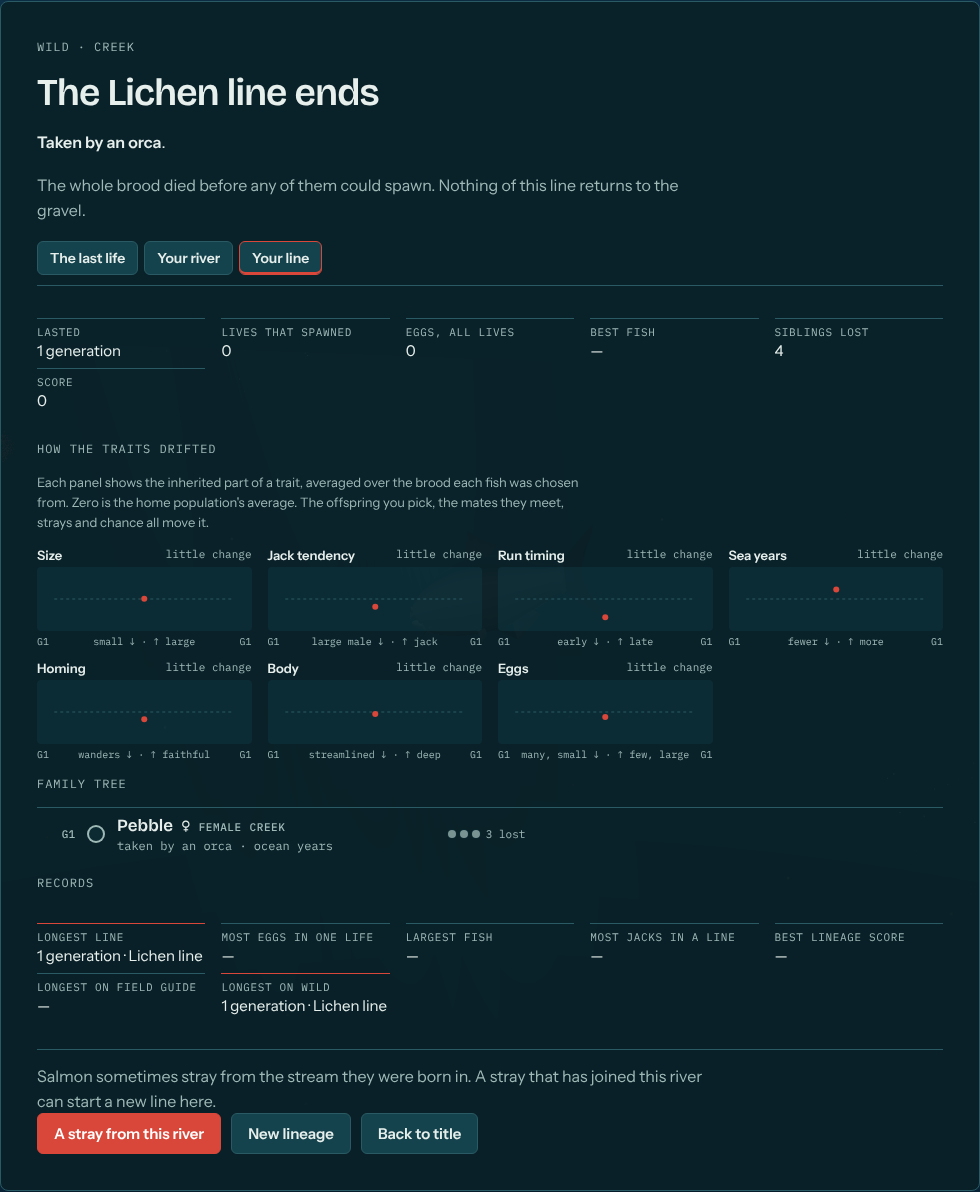 WILD · CREEK
The Lichen line ends
Taken by an orca.
The whole brood died before any of them could spawn. Nothing of this line returns to the
gravel.
The last life
Your river
Your line
LASTED
1 generation
LIVES THAT SPAWNED
0
EGGS, ALL LIVES
0
BEST FISH
—
SIBLINGS LOST
4
SCORE
0
HOW THE TRAITS DRIFTED
Each panel shows the inherited part of a trait, averaged over the brood each fish was chosen
from. Zero is the home population's average. The offspring you pick, the mates they meet,
strays and chance all move it.
Size little change
G1 small ↓ · ↑ large G1
Jack tendency little change
G1 large male ↓ · ↑ jack G1
Run timing little change
G1 early ↓ · ↑ late G1
Sea years little change
G1 fewer ↓ · ↑ more G1
Homing little change
G1 wanders ↓ · ↑ faithful G1
Body little change
G1 streamlined ↓ · ↑ deep G1
Eggs little change
G1 many, small ↓ · ↑ few, large G1
FAMILY TREE
G1 Pebble ♀ FEMALE CREEK
taken by an orca · ocean years
3 lost
RECORDS
LONGEST LINE
1 generation · Lichen line
MOST EGGS IN ONE LIFE
—
LARGEST FISH
—
MOST JACKS IN A LINE
—
BEST LINEAGE SCORE
—
LONGEST ON FIELD GUIDE
—
LONGEST ON WILD
1 generation · Lichen line
Salmon sometimes stray from the stream they were born in. A stray that has joined this river
can start a new line here.
A stray from this river
New lineage
Back to title